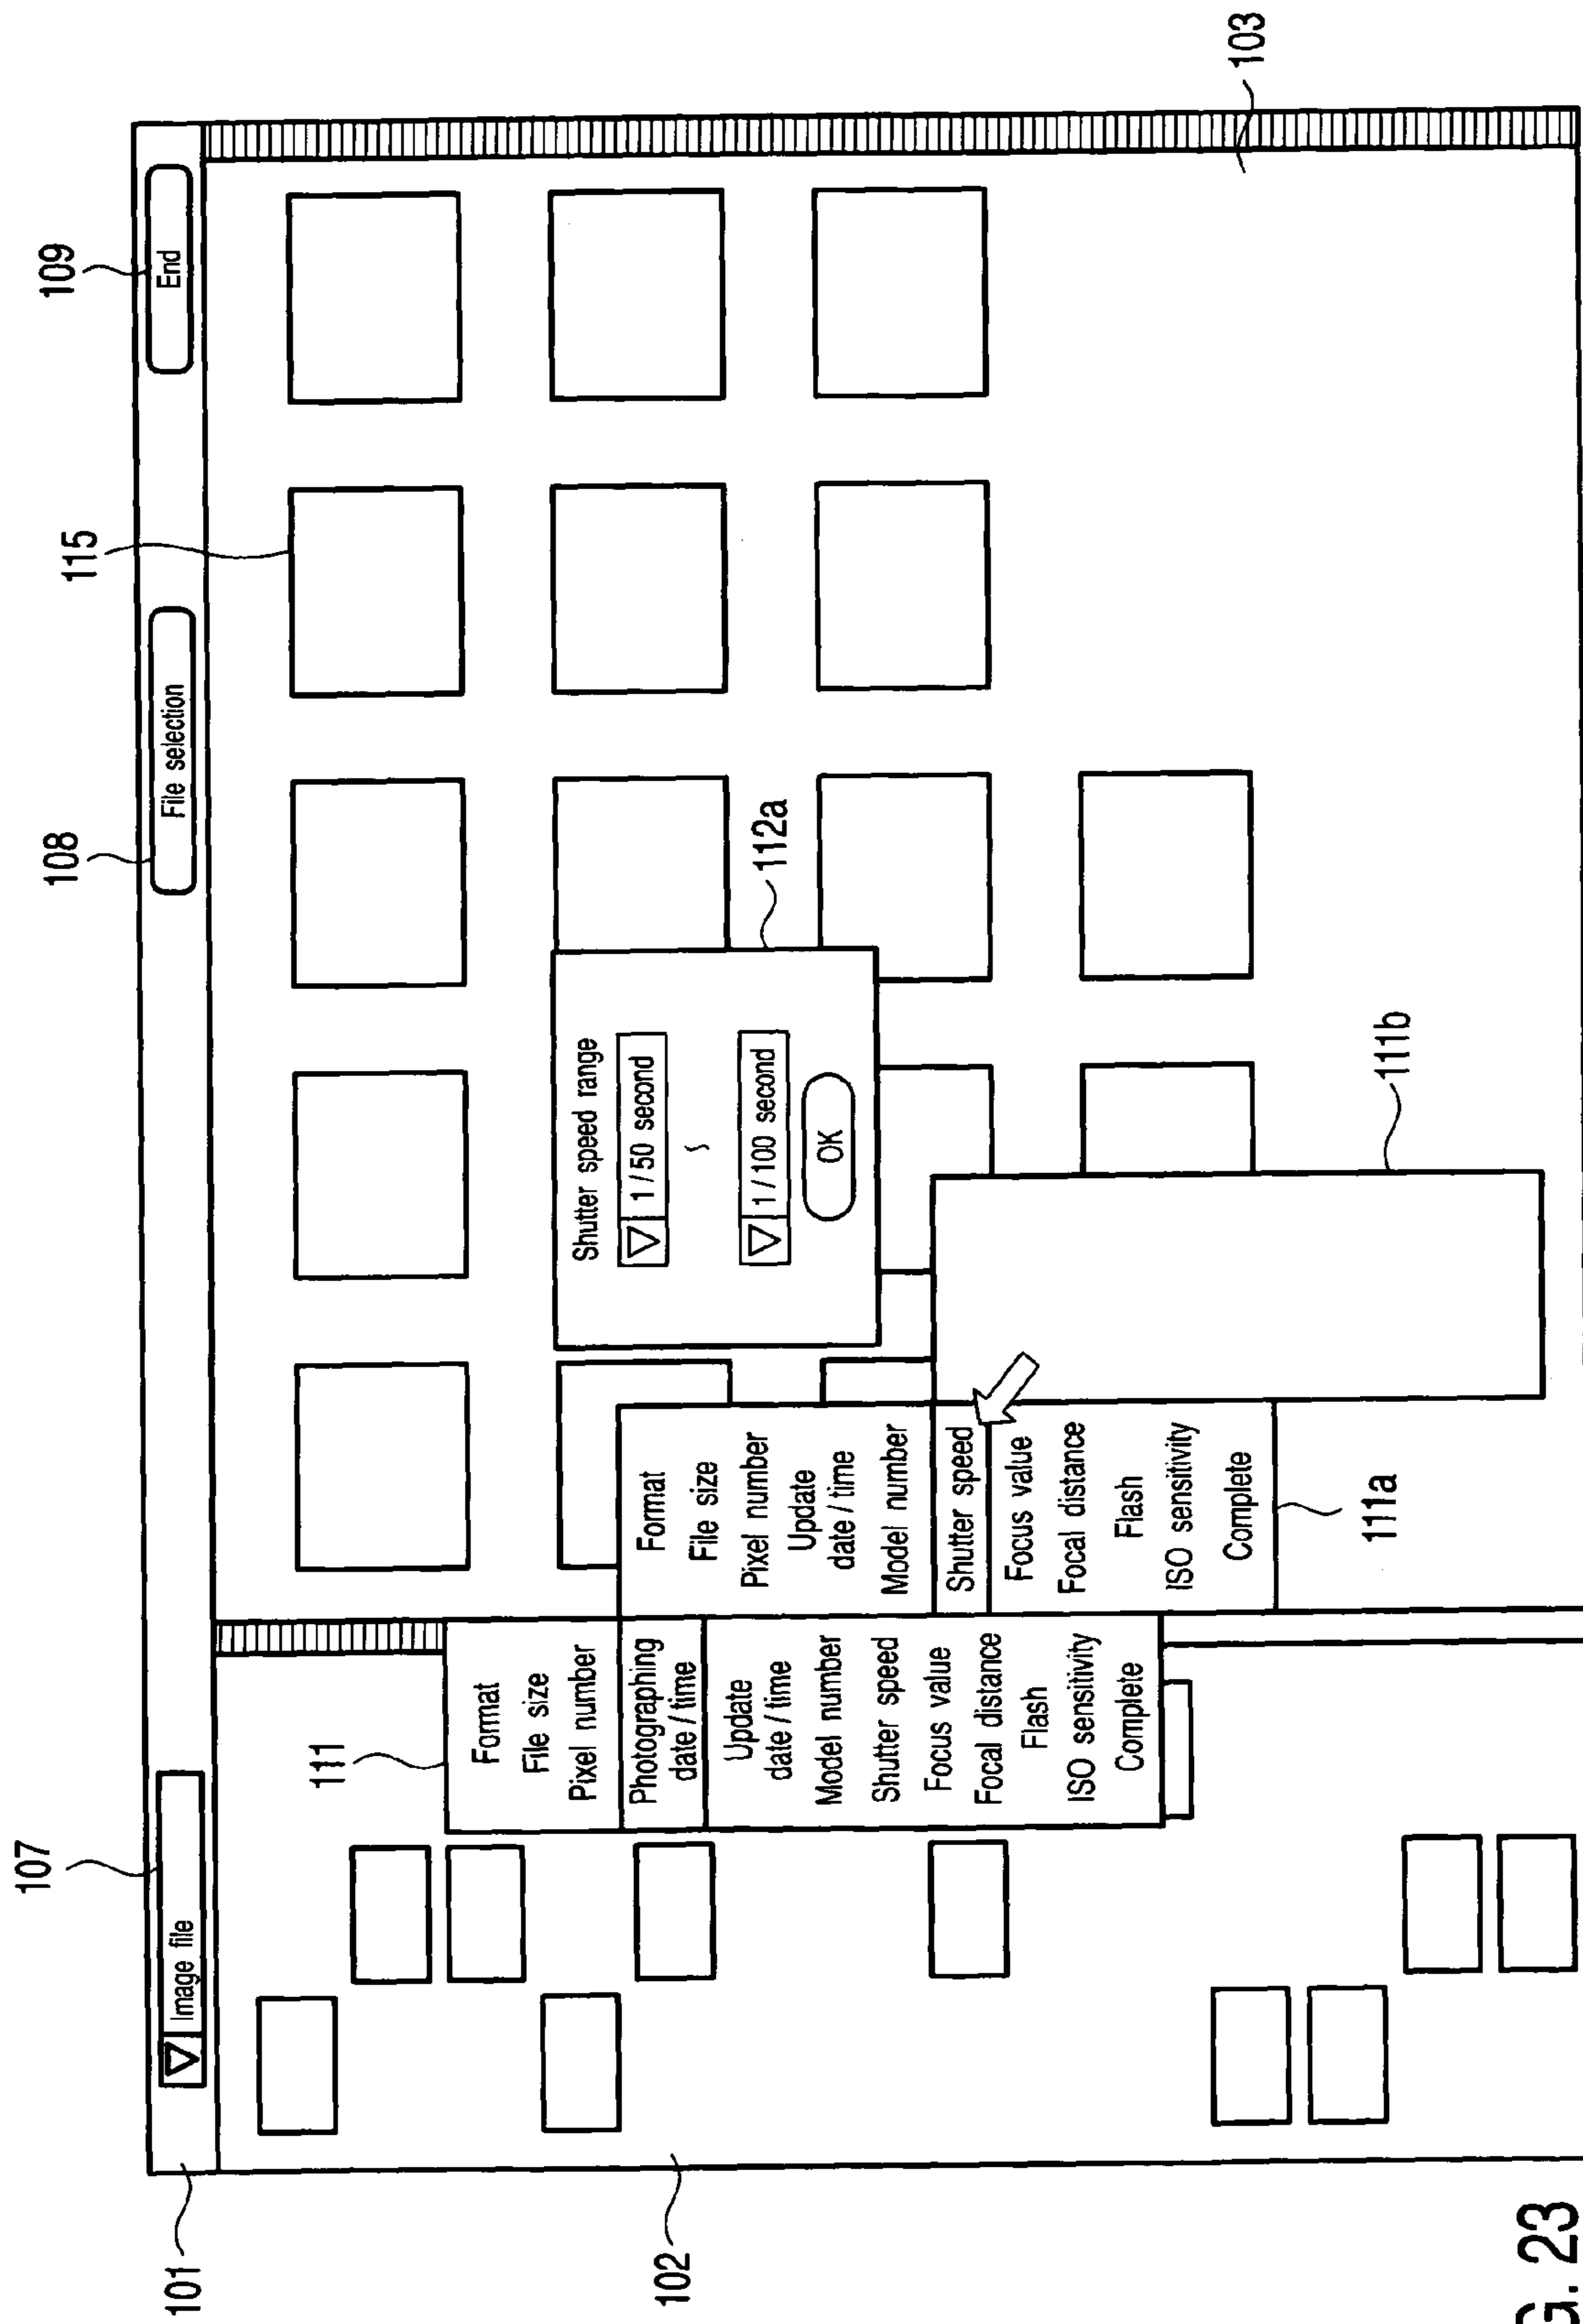 107
108
115
109
101
Image file
File selection
End
102
111
Format
File size
Pixel number
Photographing
date / time
Update
date / time
Model number
Shutter speed
Focus value
Focal distance
Flash
ISO sensitivity
Complete
Format
File size
Pixel number
Update
date / time
Model number
Shutter speed
Focus value
Focal distance
Flash
ISO sensitivity
Complete
111a
Shutter speed range
1 / 50 second
~
1 / 100 second
OK
112a
111b
103
G. 23